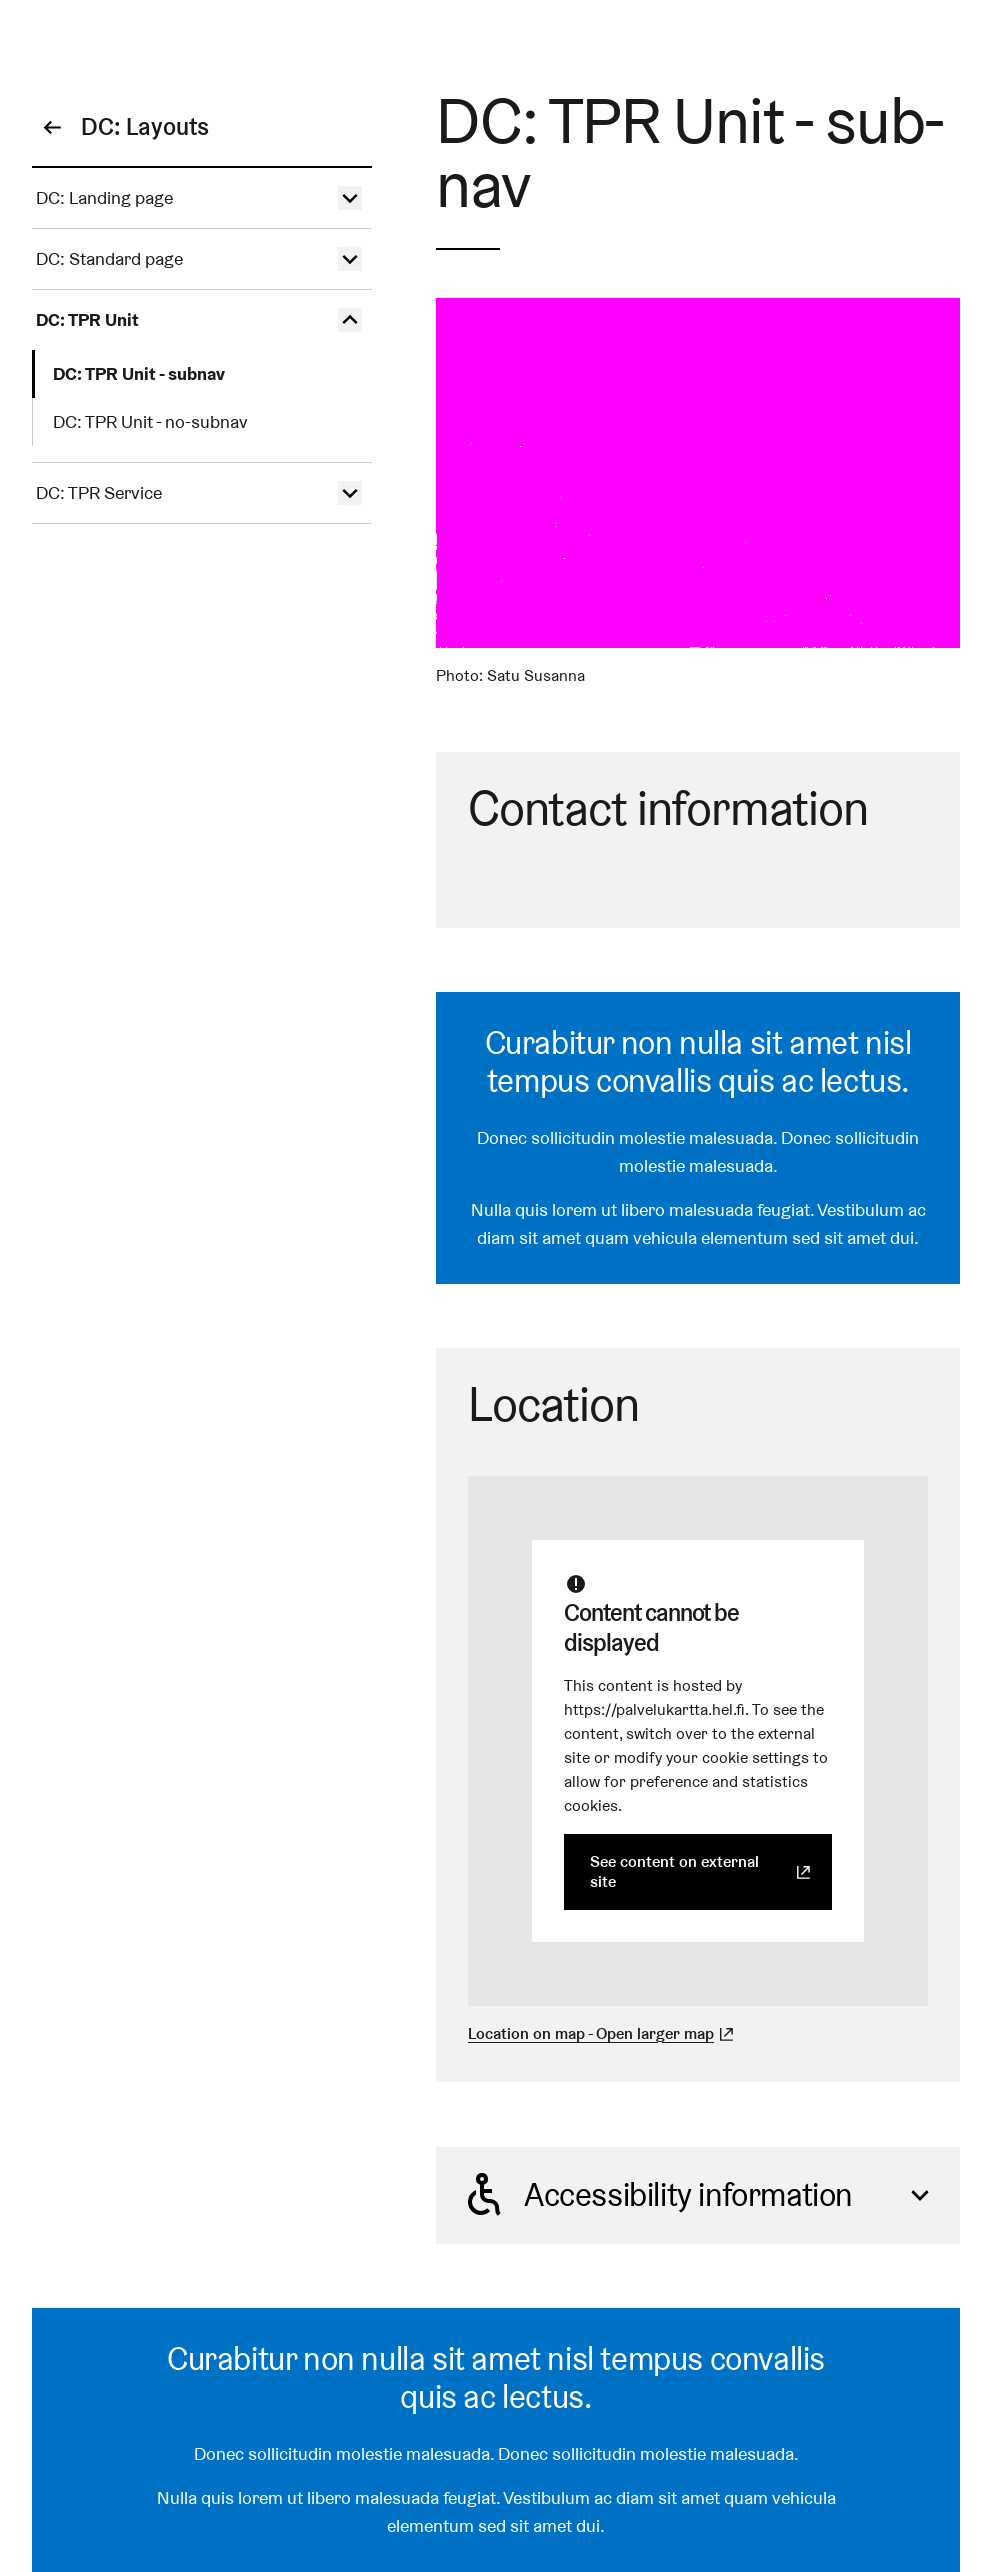 DC: Layouts
DC: Landing page
DC: Standard page
DC: TPR Unit
DC: TPR Unit - subnav
DC: TPR Unit - no-subnav
DC: TPR Service
DC: TPR Unit - sub-
nav
Photo: Satu Susanna
Contact information
Curabitur non nulla sit amet nisl
tempus convallis quis ac lectus.
Donec sollicitudin molestie malesuada. Donec sollicitudin
molestie malesuada.
Nulla quis lorem ut libero malesuada feugiat. Vestibulum ac
diam sit amet quam vehicula elementum sed sit amet dui.
Location
Content cannot be
displayed
This content is hosted by
https://palvelukartta.hel.fi. To see the
content, switch over to the external
site or modify your cookie settings to
allow for preference and statistics
cookies.
See content on external
site
Location on map - Open larger map
Accessibility information
Curabitur non nulla sit amet nisl tempus convallis
quis ac lectus.
Donec sollicitudin molestie malesuada. Donec sollicitudin molestie malesuada.
Nulla quis lorem ut libero malesuada feugiat. Vestibulum ac diam sit amet quam vehicula
elementum sed sit amet dui.